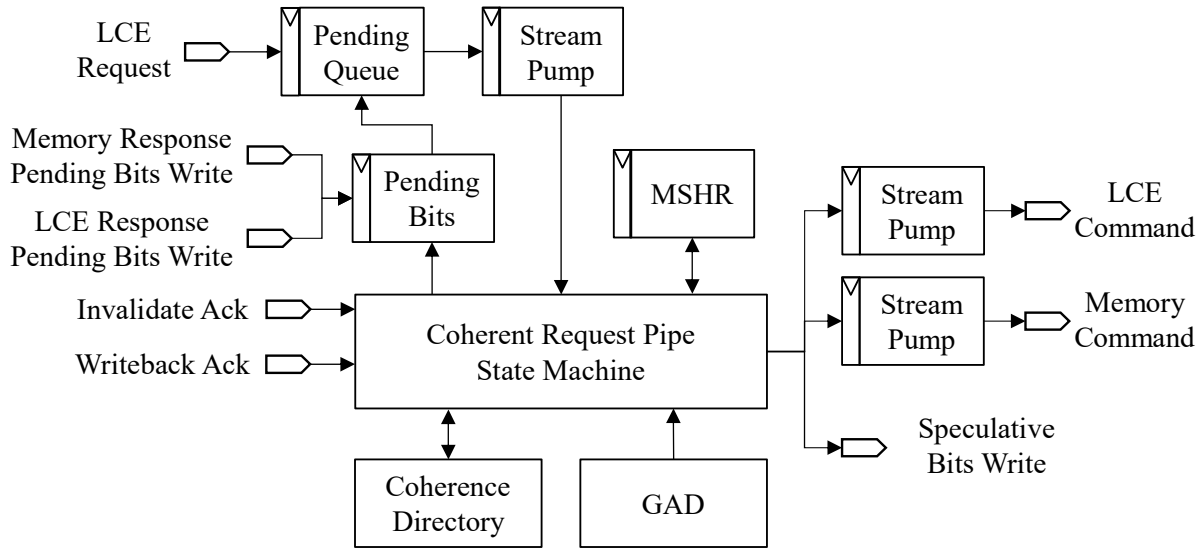 LCE
Request
Pending
Queue
Stream
Pump
Memory Response
Pending Bits Write
LCE Response
Pending Bits Write
Pending
Bits
MSHR
Stream
Pump
LCE
Command
Invalidate Ack
Writeback Ack
Coherent Request Pipe
State Machine
Stream
Pump
Memory
Command
Speculative
Bits Write
Coherence
Directory
GAD